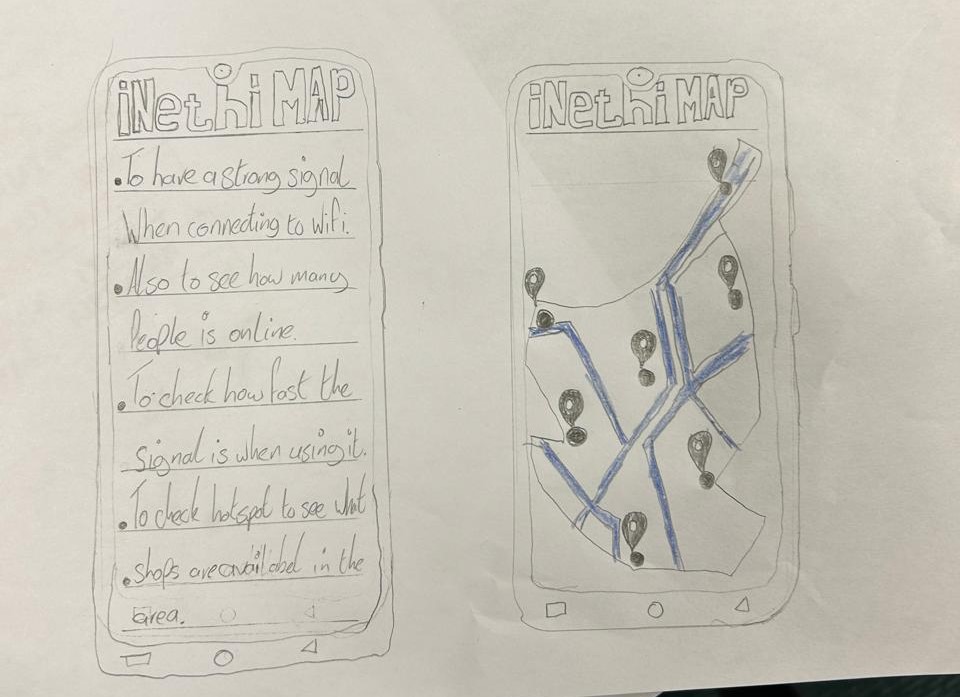 iNethi MAP
• To have a strong signal
When connecting to Wifi.
• Also to see how many
People is online.
• To check how fast the
signal is when using it.
• To check hotspot to see what
• shops are availabel in the
area.
iNethi MAP